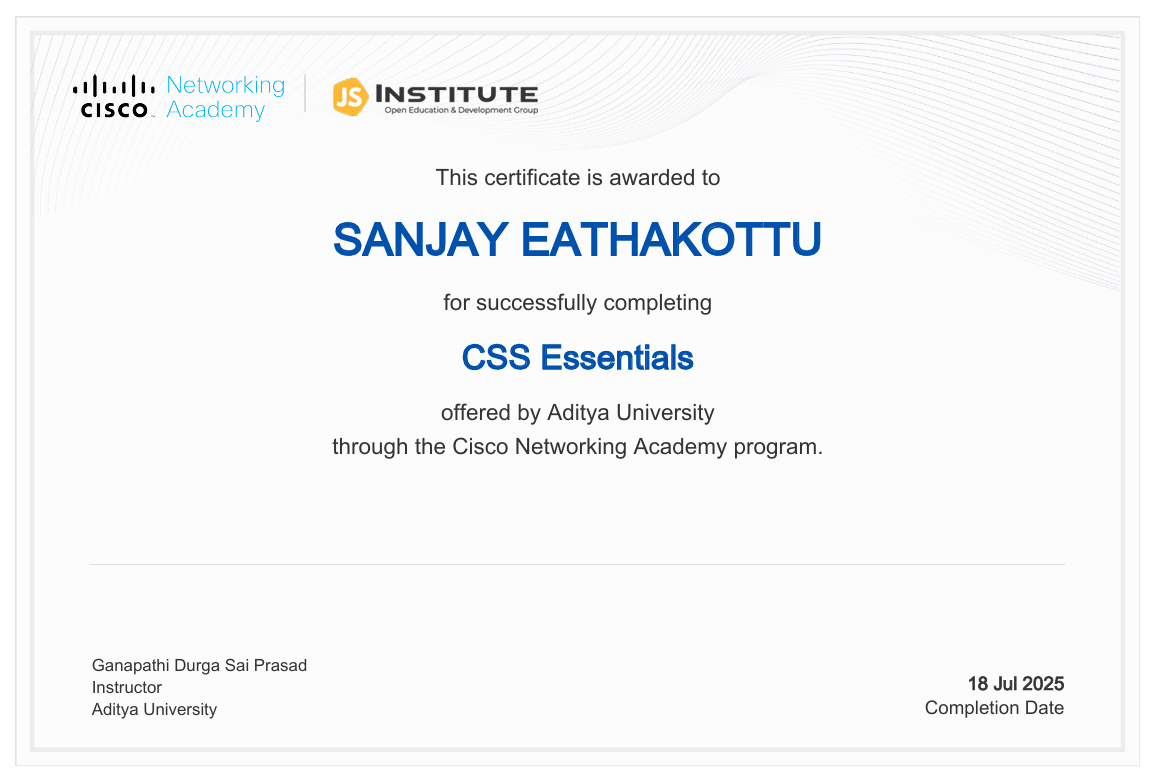 CISCO Networking Academy
JS INSTITUTE
Open Education & Development Group
This certificate is awarded to
SANJAY EATHAKOTTU
for successfully completing
CSS Essentials
offered by Aditya University
through the Cisco Networking Academy program.
Ganapathi Durga Sai Prasad
Instructor
Aditya University
18 Jul 2025
Completion Date